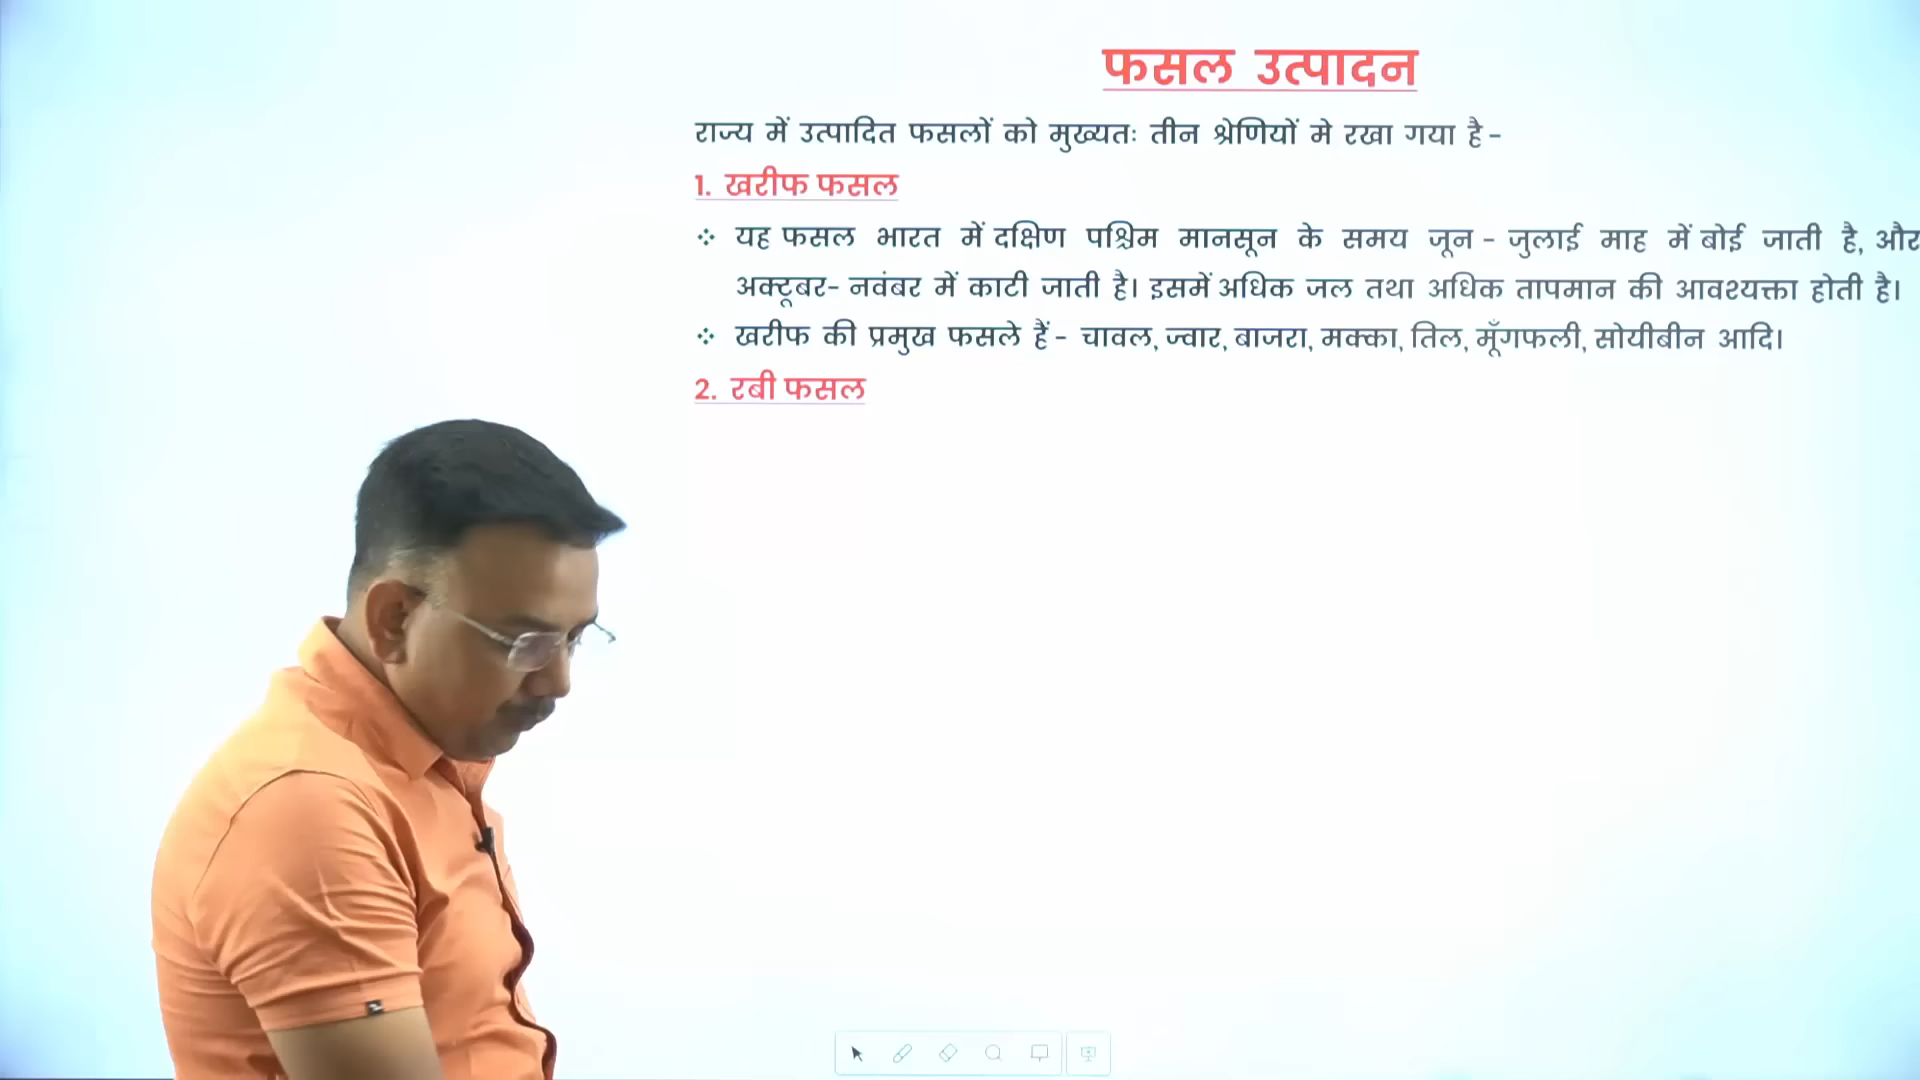 फसल उत्पादन
राज्य में उत्पादित फसलों को मुख्यतः तीन श्रेणियों मे रखा गया है –
1. खरीफ फसल
❖ यह फसल भारत में दक्षिण पश्चिम मानसून के समय जून – जुलाई माह में बोई जाती है, और
अक्टूबर– नवंबर में काटी जाती है। इसमें अधिक जल तथा अधिक तापमान की आवश्यक्ता होती है।
❖ खरीफ की प्रमुख फसले हैं – चावल, ज्वार, बाजरा, मक्का, तिल, मूँगफली, सोयीबीन आदि।
2. रबी फसल